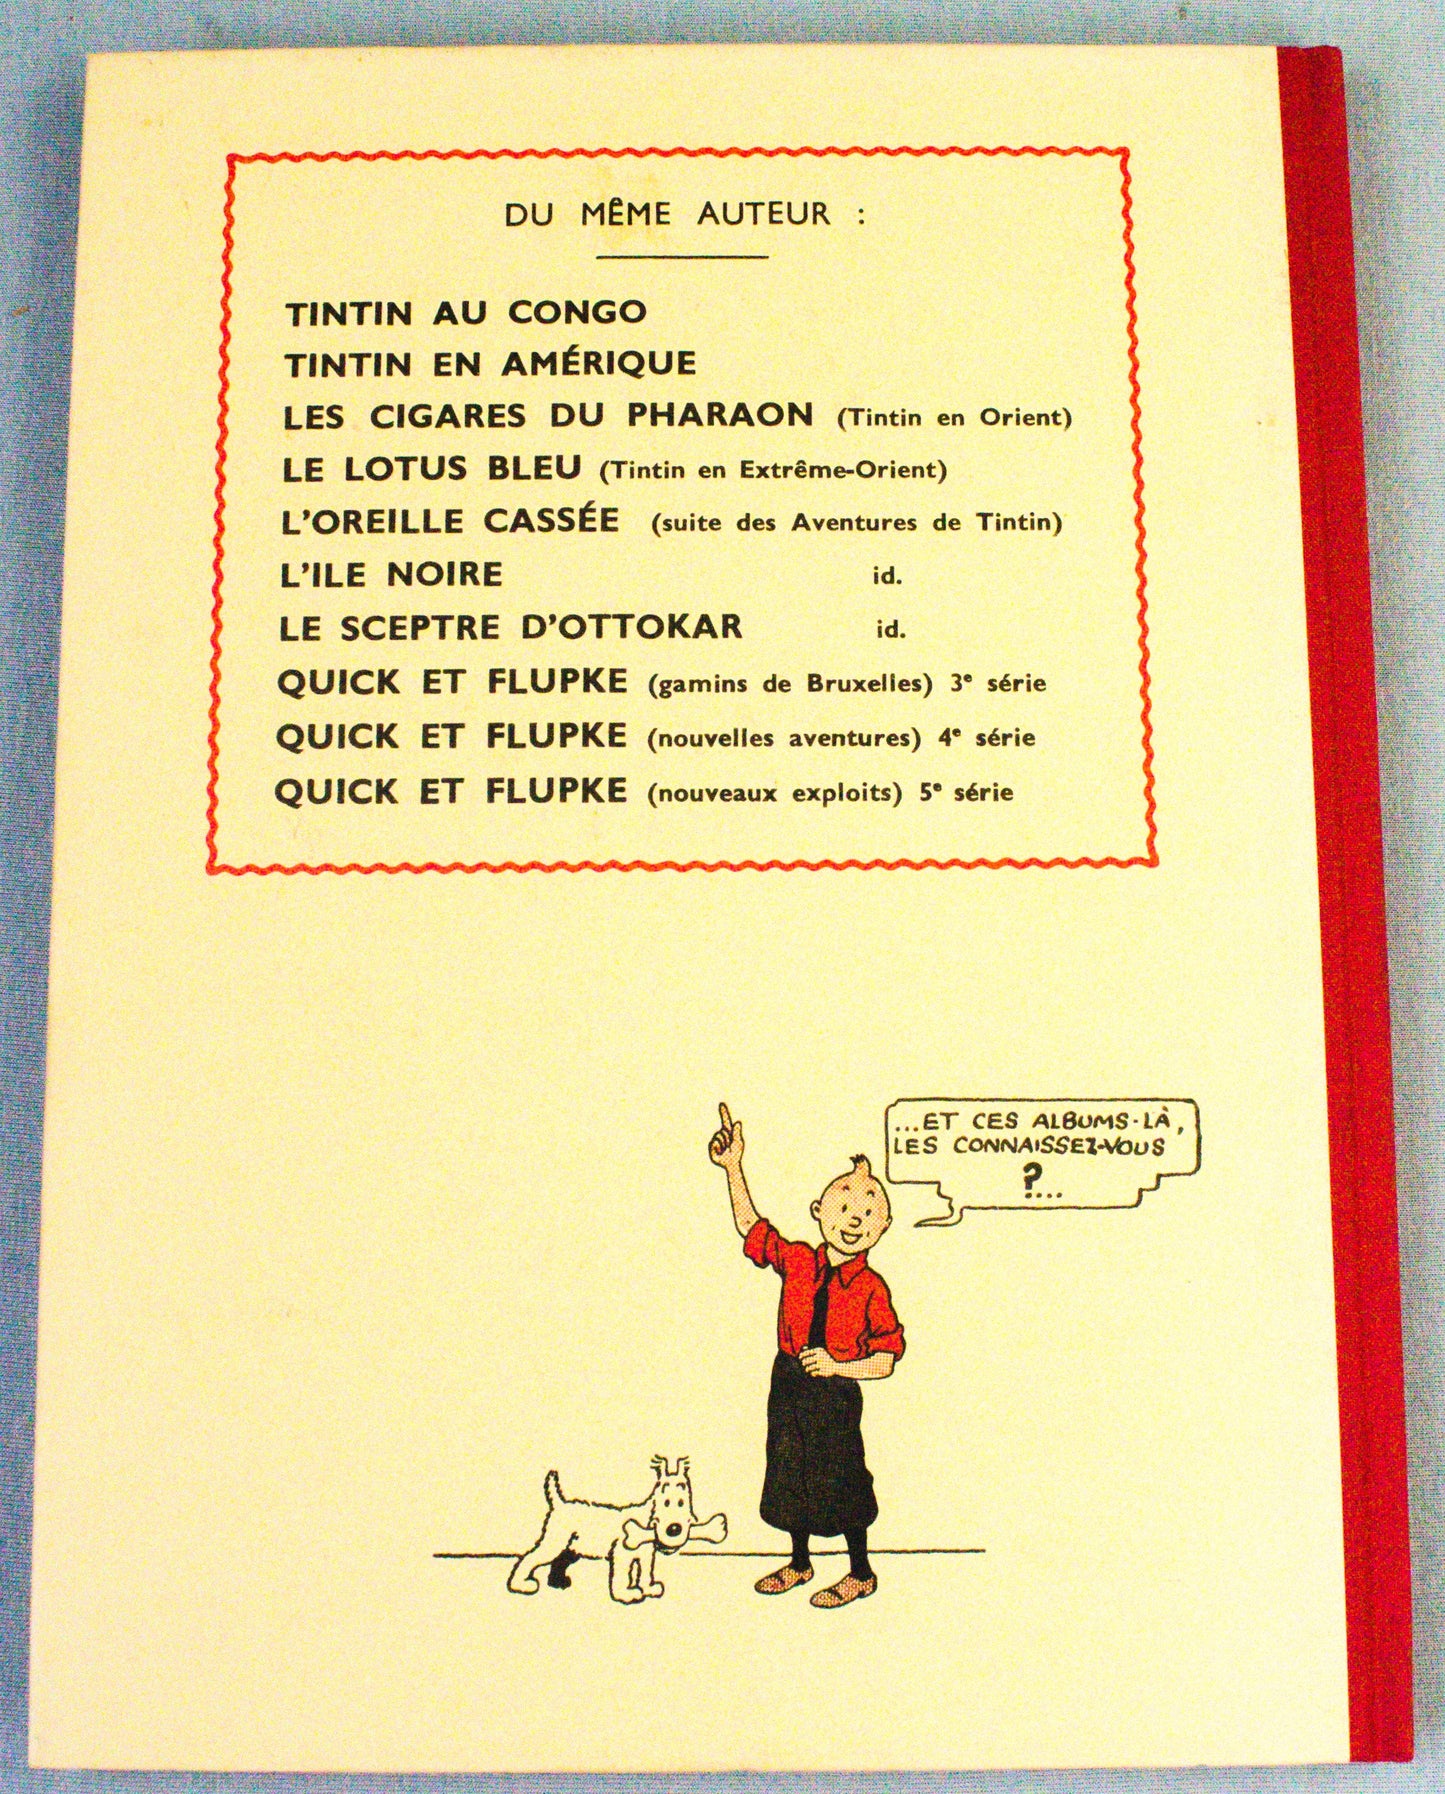 DU MÊME AUTEUR :
TINTIN AU CONGO
TINTIN EN AMÉRIQUE
LES CIGARES DU PHARAON (Tintin en Orient)
LE LOTUS BLEU (Tintin en Extrême-Orient)
L'OREILLE CASSÉE (suite des Aventures de Tintin)
L'ILE NOIRE id.
LE SCEPTRE D'OTTOKAR id.
QUICK ET FLUPKE (gamins de Bruxelles) 3e série
QUICK ET FLUPKE (nouvelles aventures) 4e série
QUICK ET FLUPKE (nouveaux exploits) 5e série
...ET CES ALBUMS-LÀ,
LES CONNAISSEZ-VOUS
?...